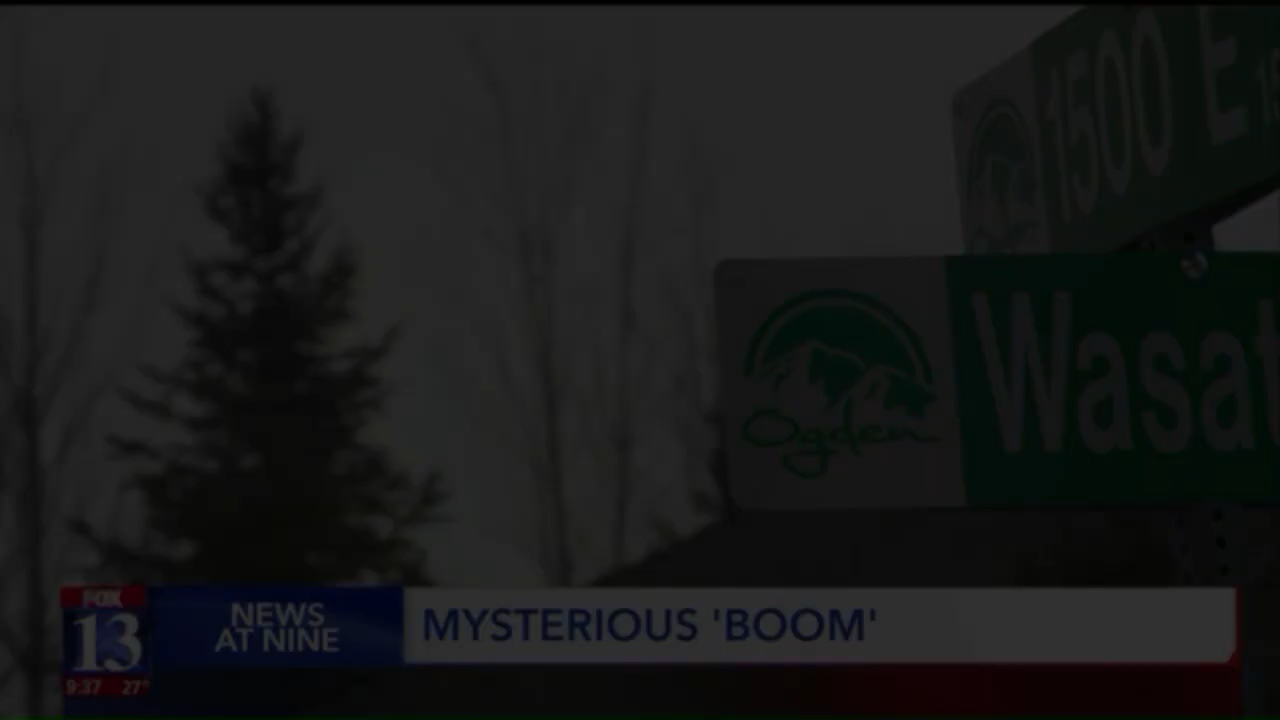 1500 E
Ogden
Wasat
FOX
13
NEWS
AT NINE
MYSTERIOUS 'BOOM'
9:37 27°